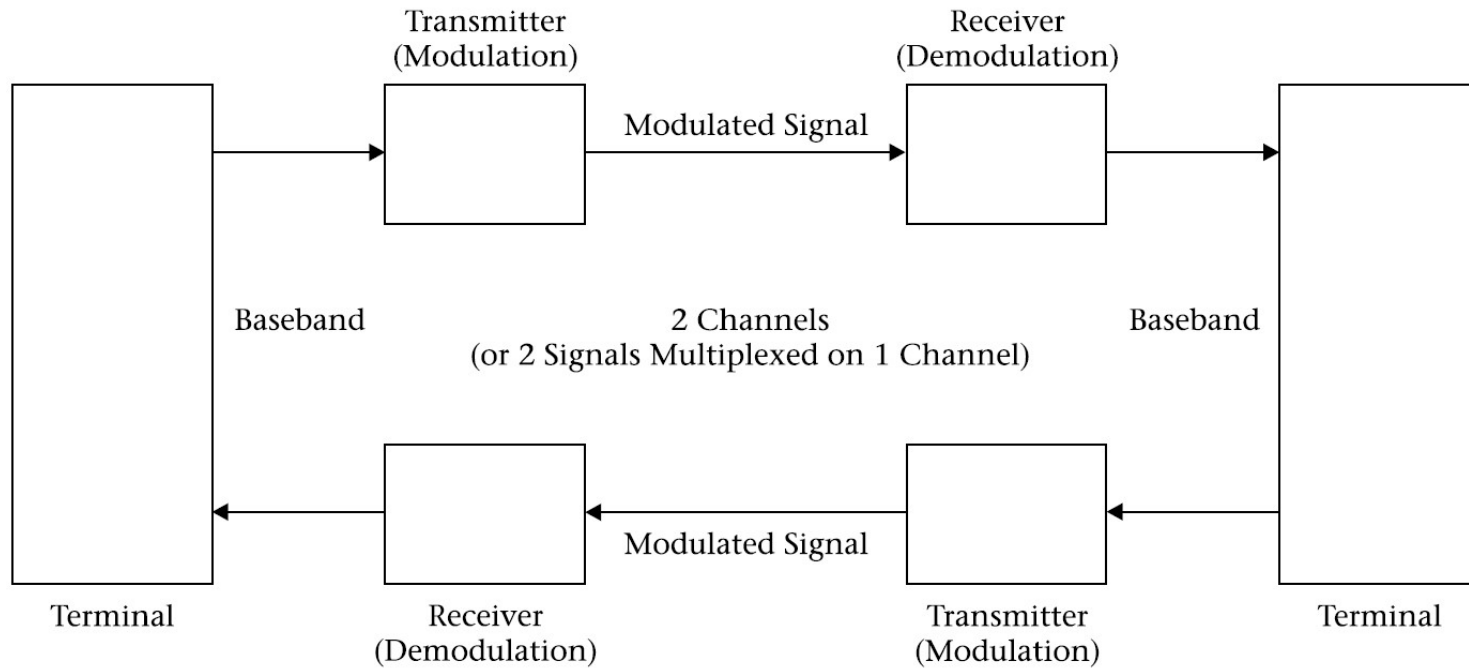 Transmitter
(Modulation)
Receiver
(Demodulation)
Modulated Signal
Baseband
2 Channels
(or 2 Signals Multiplexed on 1 Channel)
Baseband
Modulated Signal
Terminal
Receiver
(Demodulation)
Transmitter
(Modulation)
Terminal